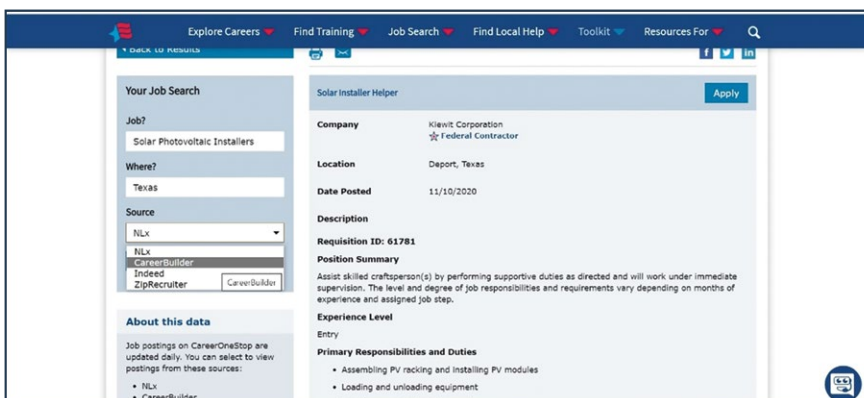 Explore Careers
Find Training
Job Search
Find Local Help
Toolkit
Resources For
Back to Results
Your Job Search
Job?
Solar Photovoltaic Installers
Where?
Texas
Source
NLx
NLx
CareerBuilder
Indeed
ZipRecruiter
CareerBuilder
About this data
Job postings on CareerOneStop are
updated daily. You can select to view
postings from these sources:
• NLx
• CareerBuilder
Solar Installer Helper
Apply
Company Kiewit Corporation
Federal Contractor
Location Deport, Texas
Date Posted 11/10/2020
Description
Requisition ID: 61781
Position Summary
Assist skilled craftsperson(s) by performing supportive duties as directed and will work under immediate
supervision. The level and degree of job responsibilities and requirements vary depending on months of
experience and assigned job step.
Experience Level
Entry
Primary Responsibilities and Duties
• Assembling PV racking and installing PV modules
• Loading and unloading equipment